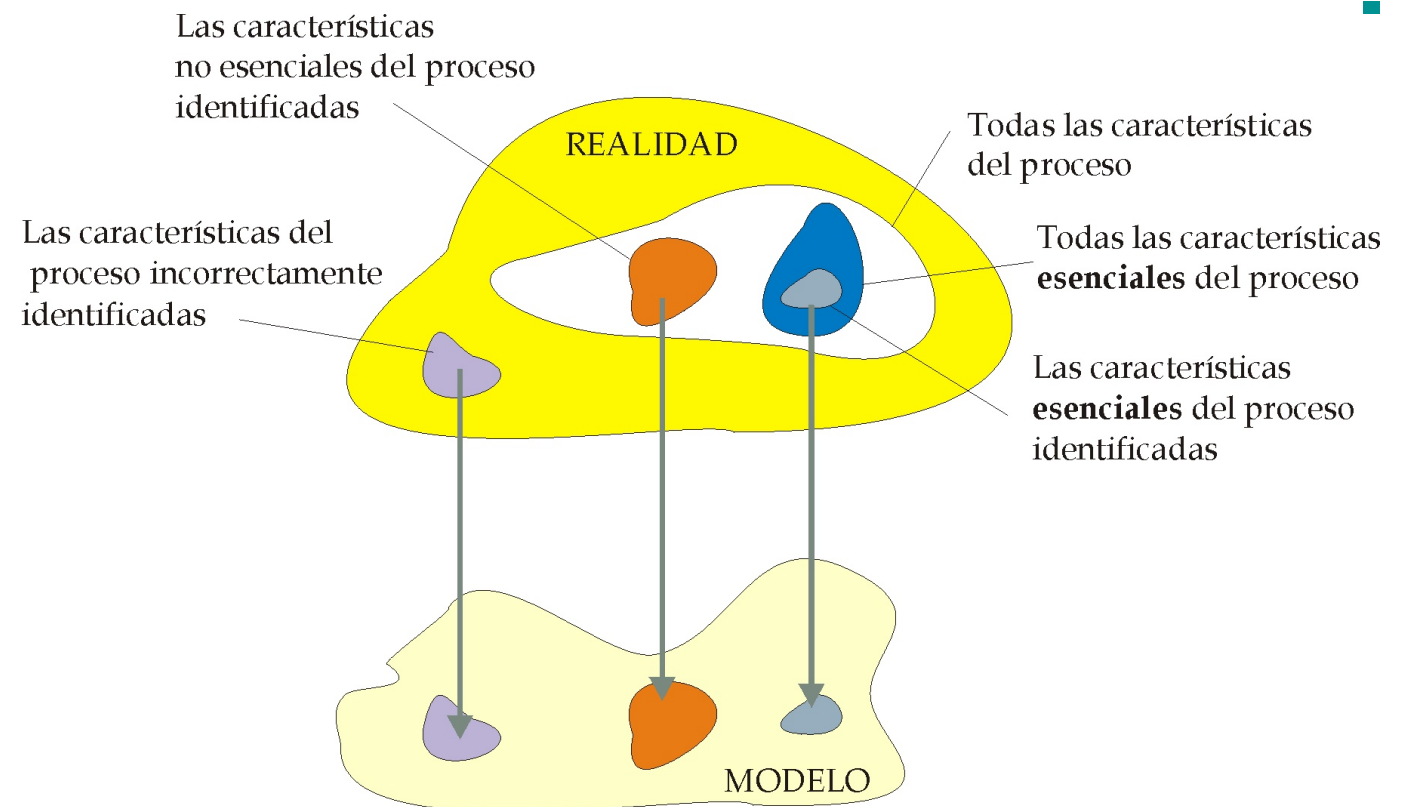 Las características
no esenciales del proceso
identificadas
REALIDAD
Todas las características
del proceso
Las características del
proceso incorrectamente
identificadas
Todas las características
esenciales del proceso
Las características
esenciales del proceso
identificadas
MODELO